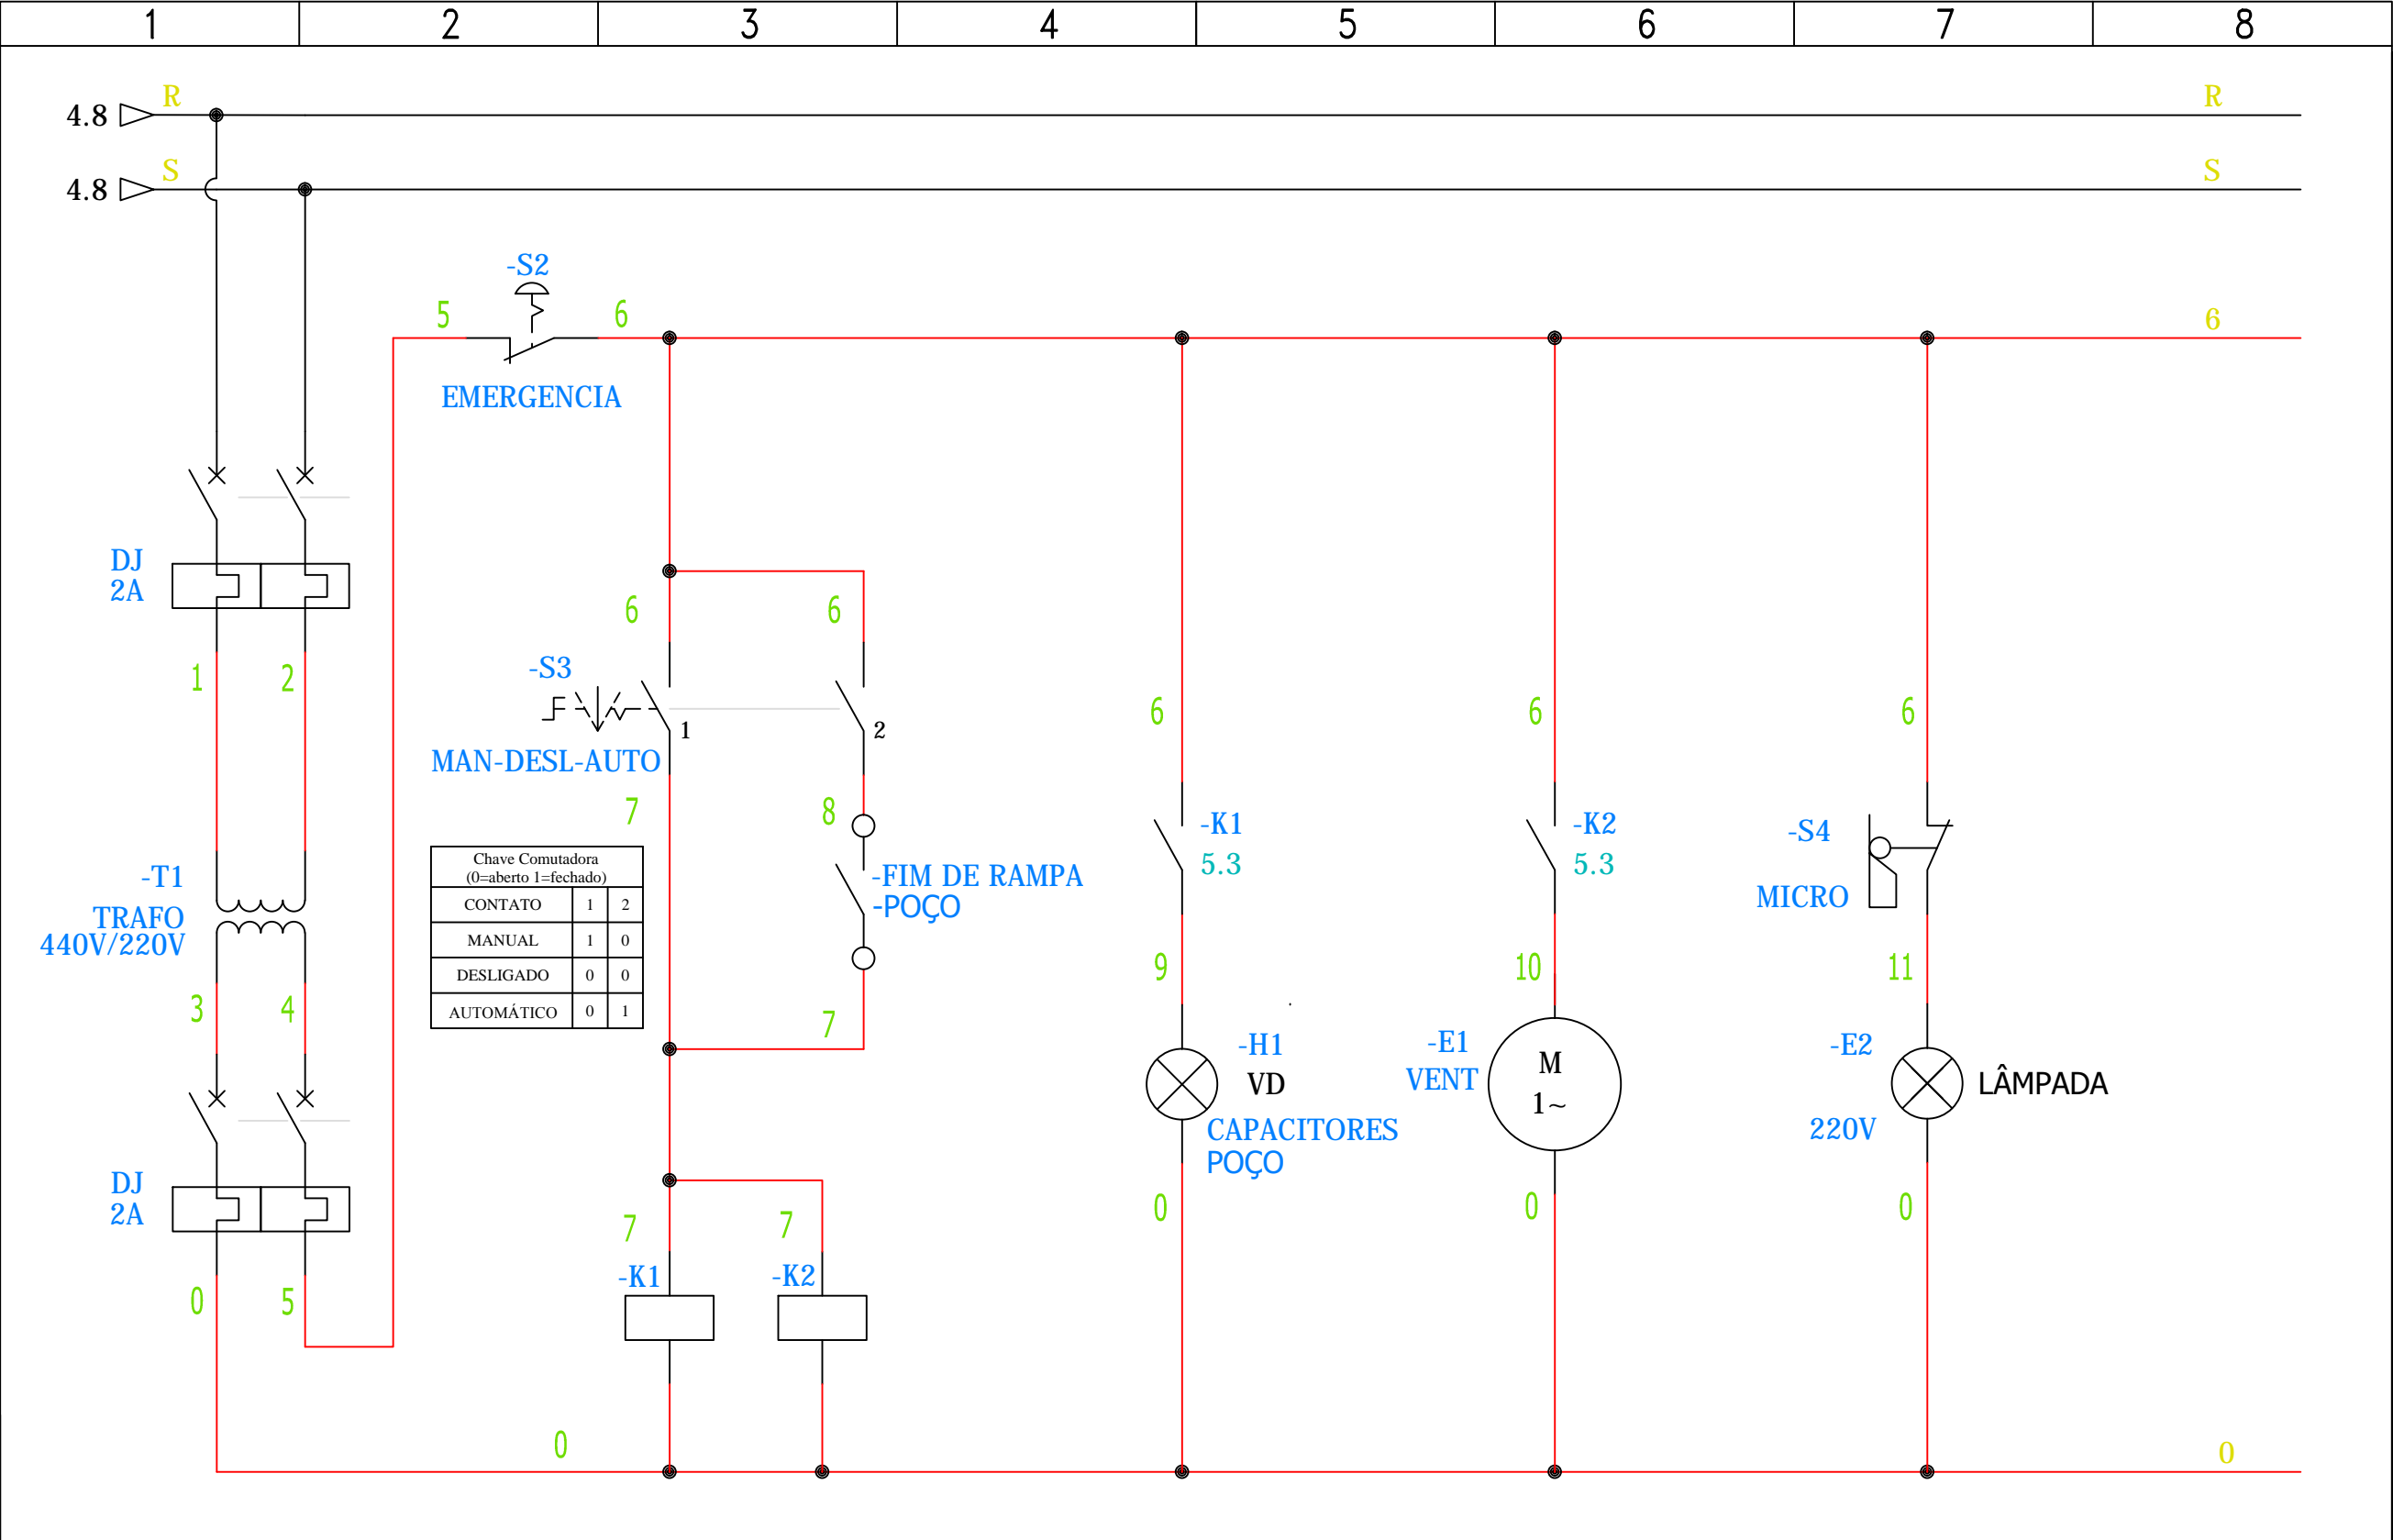 1 2 3 4 5 6 7 8
4.8 R R
4.8 S S
-S2
5 6 6
EMERGENCIA
DJ
2A
6 6
1 2
-S3
1 2
MAN-DESL-AUTO
6 6 6
7 8
-K1
5.3
-K2
5.3
-S4
MICRO
-T1
TRAFO
440V/220V
Chave Comutadora
(0=aberto 1=fechado)
CONTATO 1 2
MANUAL 1 0
DESLIGADO 0 0
AUTOMÁTICO 0 1
-FIM DE RAMPA
-POÇO
9 10 11
3 4
7
-H1
VD
CAPACITORES
POÇO
-E1
VENT
M
1~
-E2
LÂMPADA
220V
DJ
2A
0 0 0
7 7
-K1 -K2
0 5
0 0